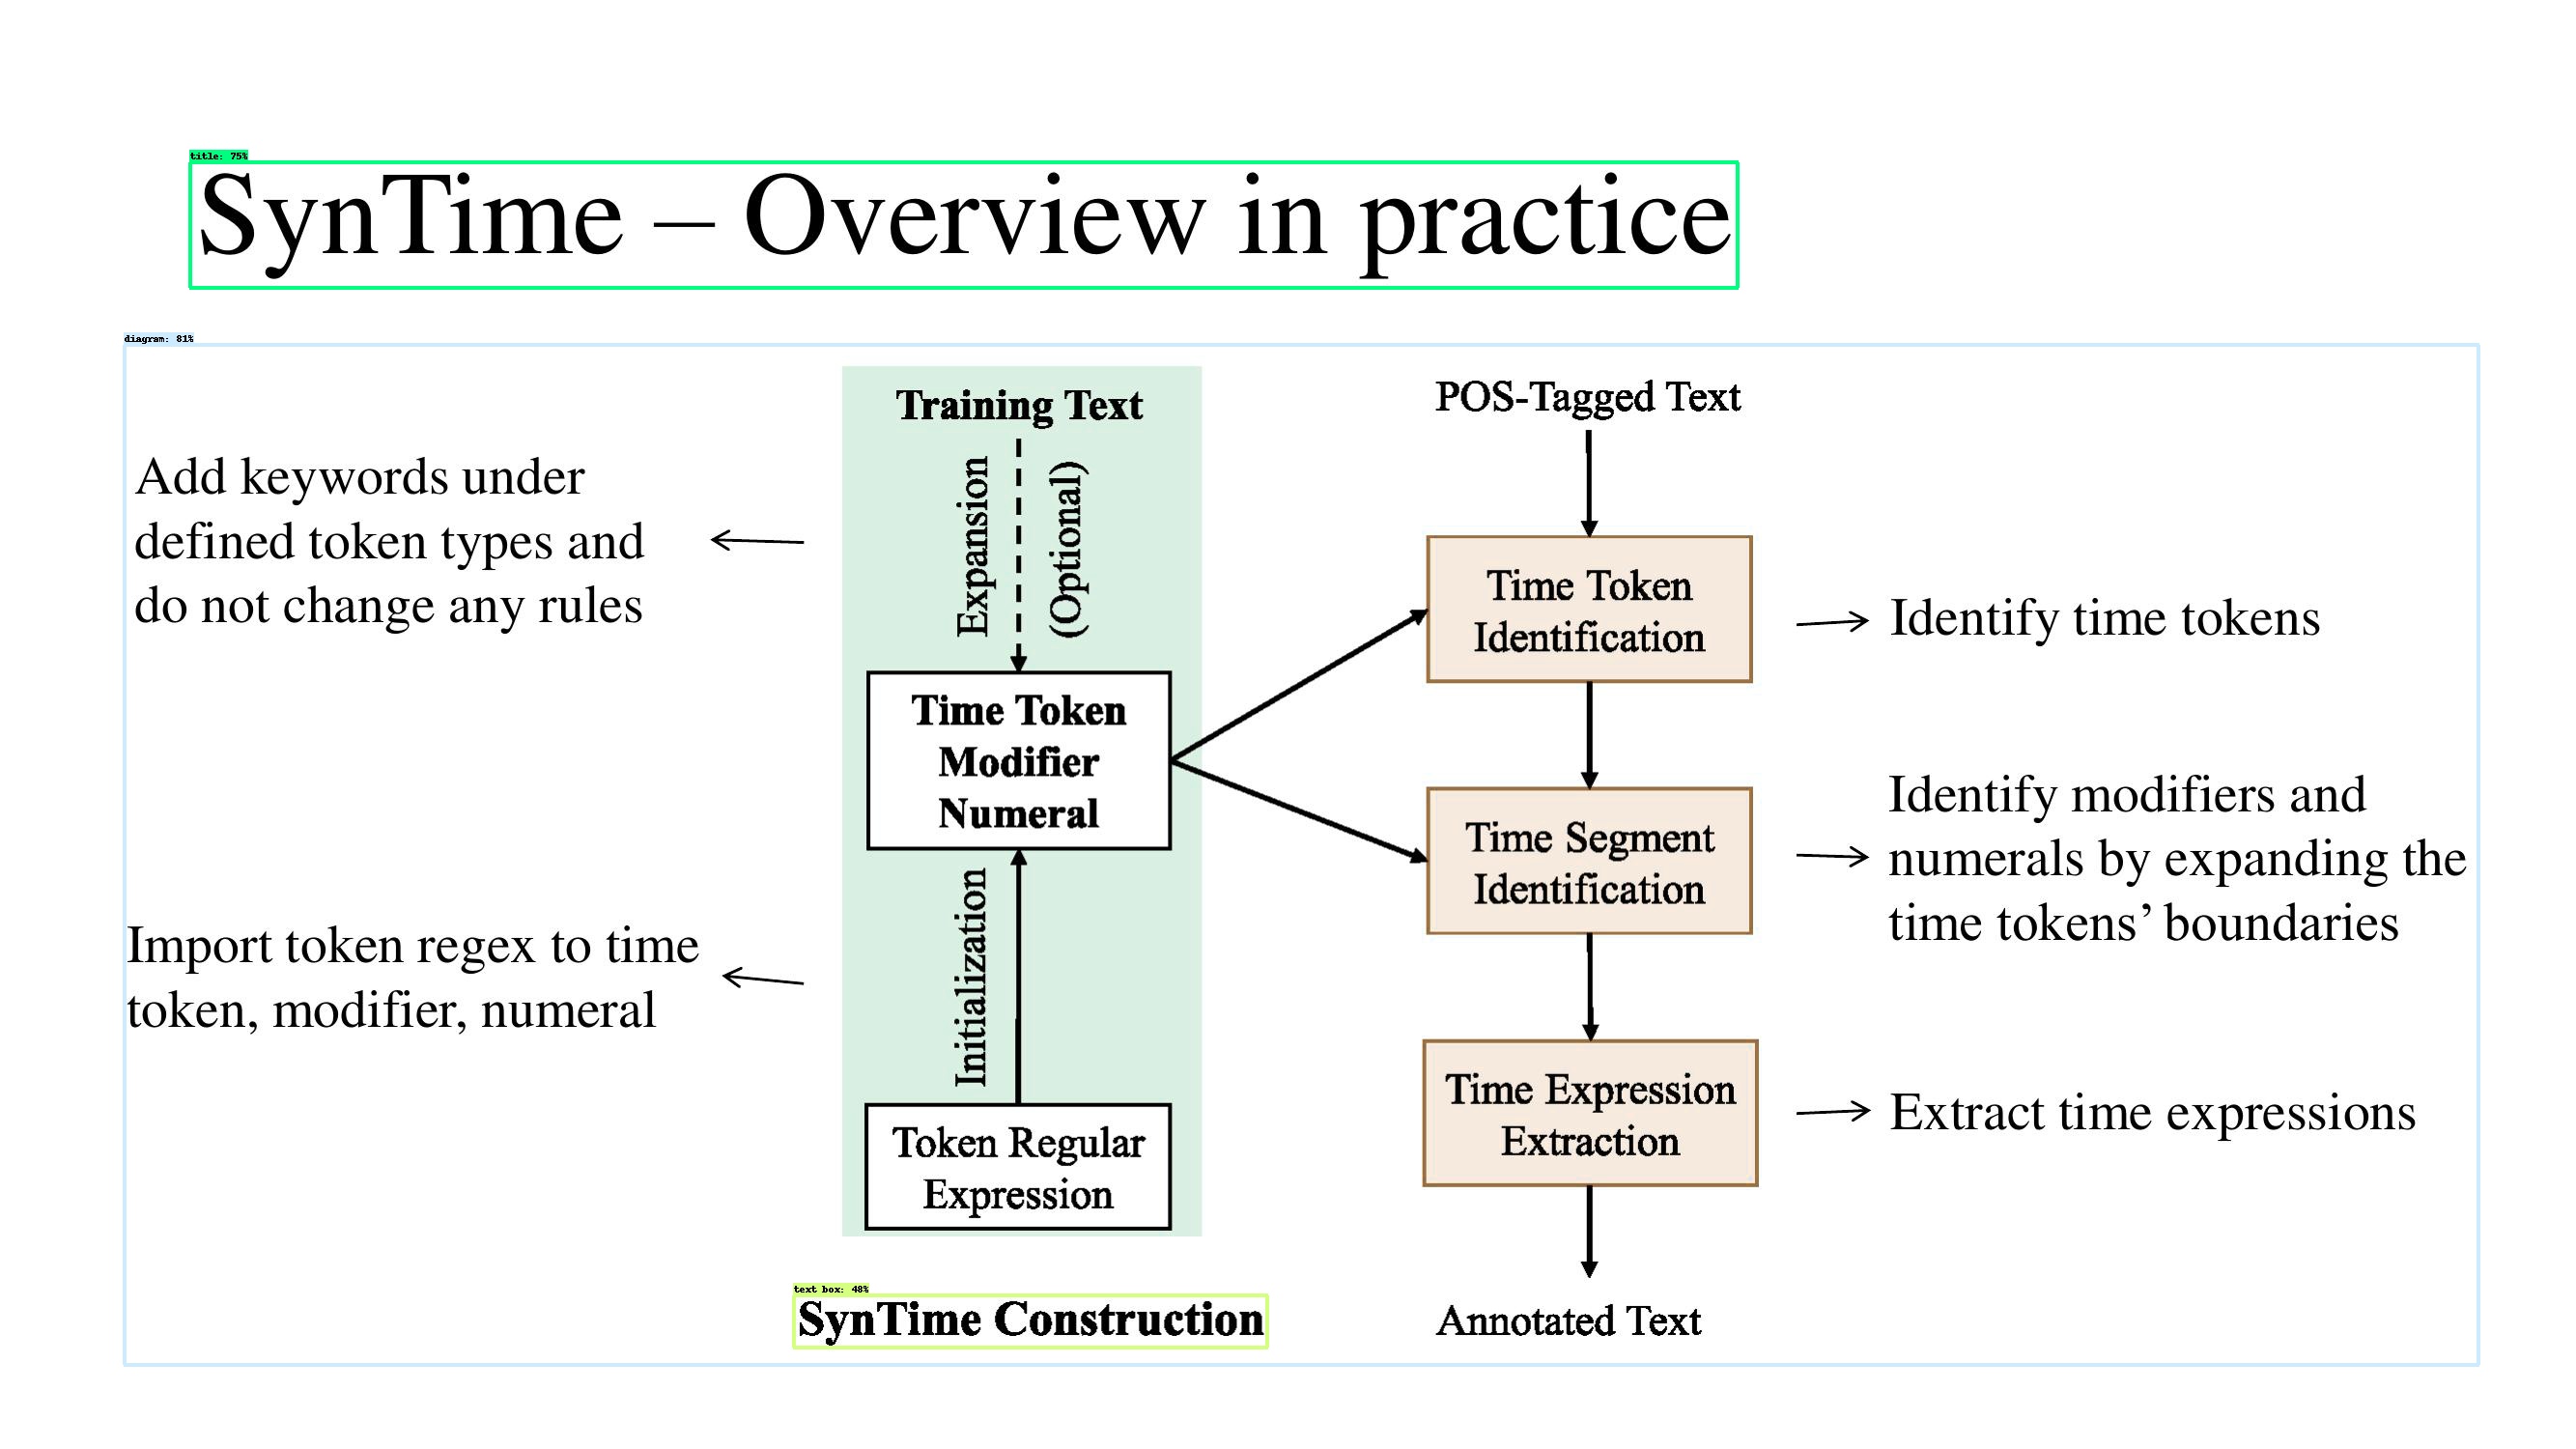 title: 75%
SynTime – Overview in practice
diagram: 81%
Add keywords under
defined token types and
do not change any rules
Import token regex to time
token, modifier, numeral
Training Text
Expansion
(Optional)
Time Token
Modifier
Numeral
Initialization
Token Regular
Expression
text box: 48%
SynTime Construction
POS-Tagged Text
Time Token
Identification
Time Segment
Identification
Time Expression
Extraction
Annotated Text
Identify time tokens
Identify modifiers and
numerals by expanding the
time tokens’ boundaries
Extract time expressions